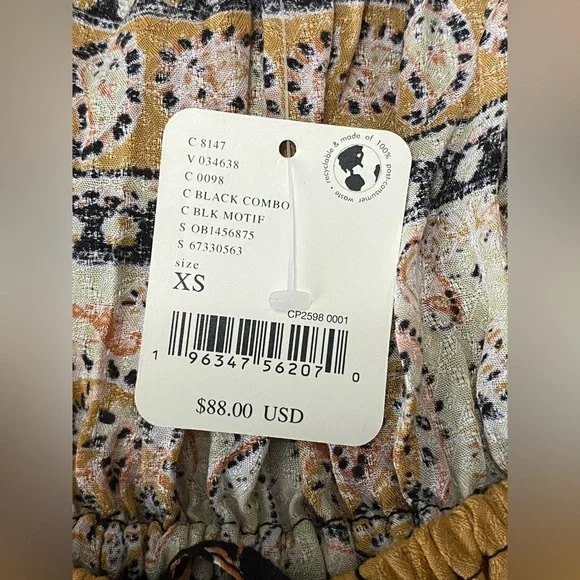 C 8147
V 034638
C 0098
C BLACK COMBO
C BLK MOTIF
S OB1456875
S 67330563
size
XS
recyclable & made of 100% post-consumer waste •
CP2598 0001
1 96347 56207 0
$88.00 USD